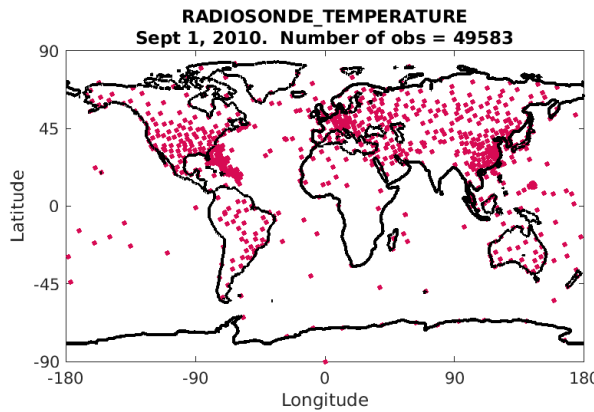 RADIOSONDE_TEMPERATURE
Sept 1, 2010. Number of obs = 49583
90
45
0
-45
-90
Latitude
-180 -90 0 90 180
Longitude